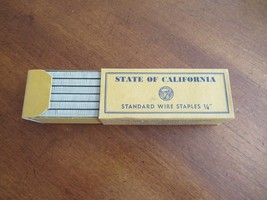 STATE OF CALIFORNIA
STANDARD WIRE STAPLES ¼"